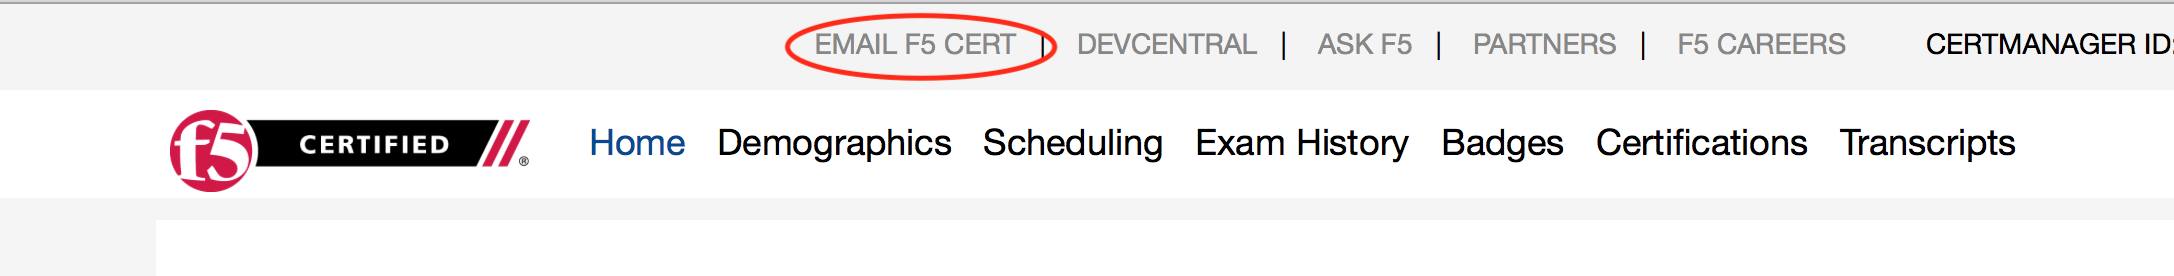 EMAIL F5 CERT | DEVCENTRAL | ASK F5 | PARTNERS | F5 CAREERS CERTMANAGER ID:
f5 CERTIFIED ® Home Demographics Scheduling Exam History Badges Certifications Transcripts